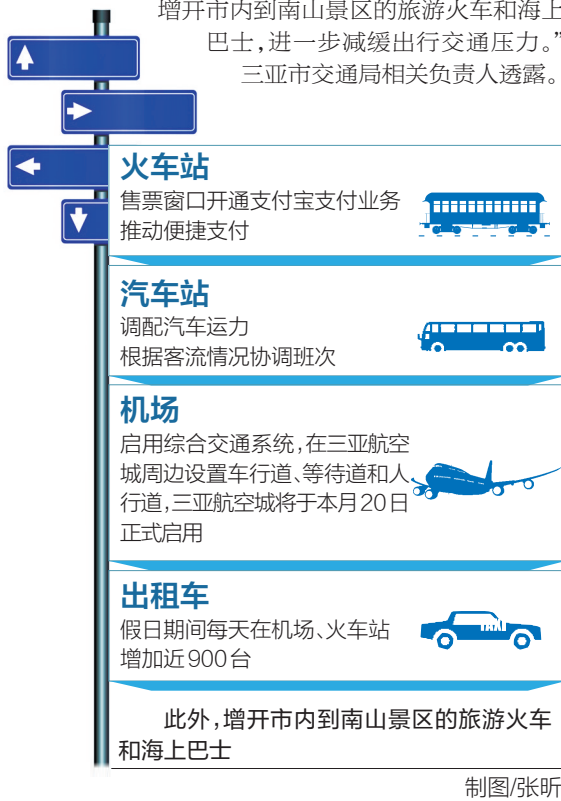 增开市内到南山景区的旅游火车和海上
巴士,进一步减缓出行交通压力。”
三亚市交通局相关负责人透露。
火车站
售票窗口开通支付宝支付业务
推动便捷支付
汽车站
调配汽车运力
根据客流情况协调班次
机场
启用综合交通系统,在三亚航空
城周边设置车行道、等待道和人
行道,三亚航空城将于本月20日
正式启用
出租车
假日期间每天在机场、火车站
增加近900台
TAXI
此外,增开市内到南山景区的旅游火车
和海上巴士
制图/张昕